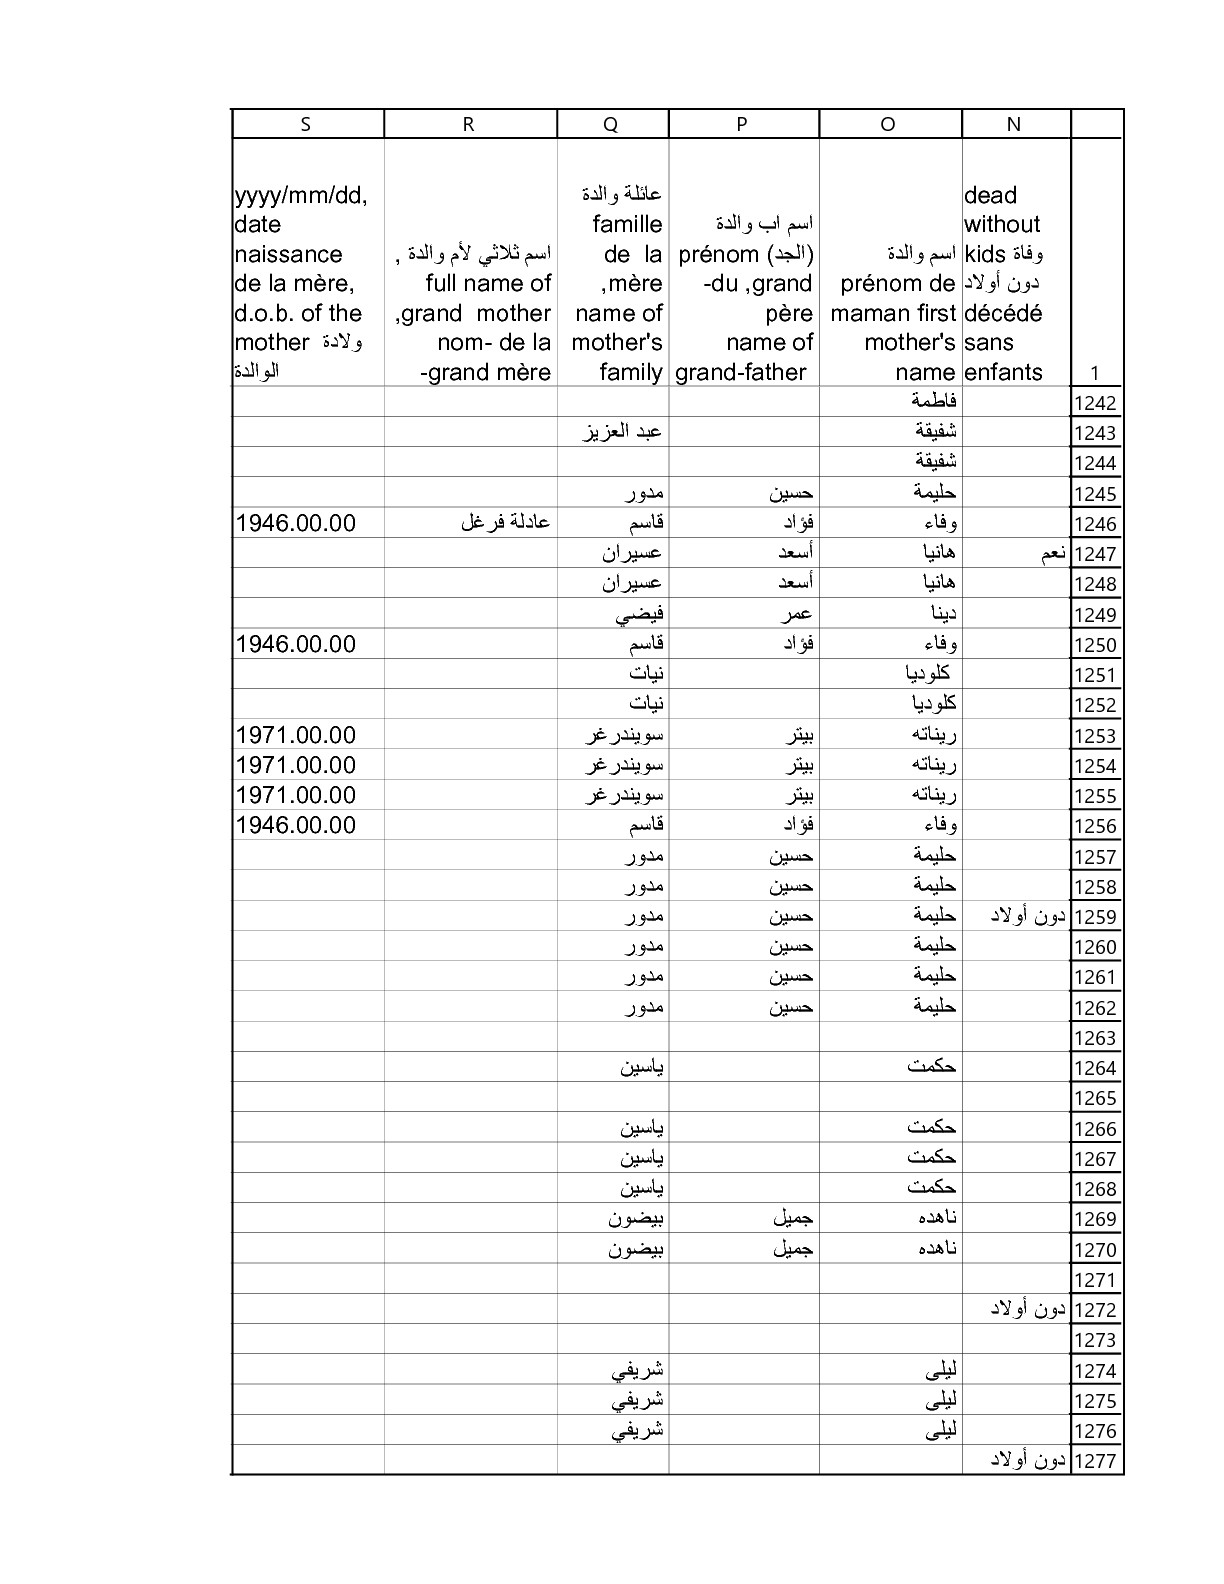 S R Q P O N
yyyy/mm/dd, date naissance de la mère, d.o.b. of the mother ولادة الوالدة
اسم ثلاثي لأم والدة , full name of grand mother, nom- de la grand mère-
عائلة والدة famille de la mère, name of mother's family
اسم اب والدة (الجد) prénom du- ,grand père name of grand-father
اسم والدة prénom de maman first mother's name
dead without kids وفاة دون أولاد décédé sans enfants
1
فاطمة 1242
عبد العزيز شفيقة 1243
شفيقة 1244
مدور حسين حليمة 1245
1946.00.00 عادلة فرغل قاسم فؤاد وفاء 1246
عسيران أسعد هانيا نعم 1247
عسيران أسعد هانيا 1248
فيضي عمر دينا 1249
1946.00.00 قاسم فؤاد وفاء 1250
نيات كلوديا 1251
نيات كلوديا 1252
1971.00.00 سويندرغر بيتر ريناته 1253
1971.00.00 سويندرغر بيتر ريناته 1254
1971.00.00 سويندرغر بيتر ريناته 1255
1946.00.00 قاسم فؤاد وفاء 1256
مدور حسين حليمة 1257
مدور حسين حليمة 1258
مدور حسين حليمة دون أولاد 1259
مدور حسين حليمة 1260
مدور حسين حليمة 1261
مدور حسين حليمة 1262
1263
ياسين حكمت 1264
1265
ياسين حكمت 1266
ياسين حكمت 1267
ياسين حكمت 1268
بيضون جميل ناهده 1269
بيضون جميل ناهده 1270
1271
دون أولاد 1272
1273
شريفي ليلى 1274
شريفي ليلى 1275
شريفي ليلى 1276
دون أولاد 1277